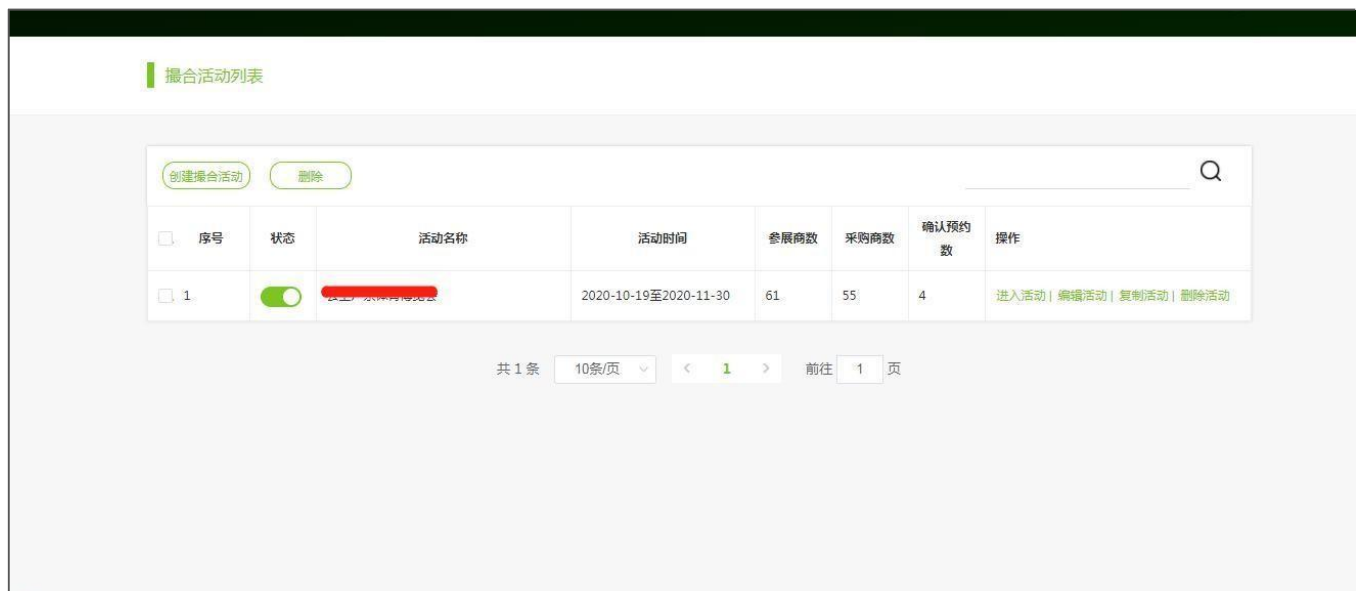 撮合活动列表
创建撮合活动
删除
序号
状态
活动名称
活动时间
参展商数
采购商数
确认预约
数
操作
1
2020-10-19至2020-11-30
61
55
4
进入活动 | 编辑活动 | 复制活动 | 删除活动
共 1 条
10条/页
1
前往 1 页